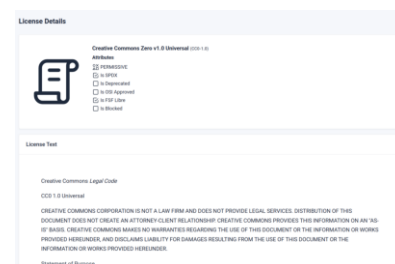 License Details
Creative Commons Zero v1.0 Universal (CC0-1.0)
Attributes
PERMISSIVE
Is SPDX
Is Deprecated
Is OSI Approved
Is FSF Libre
Is Blocked
License Text
Creative Commons Legal Code
CC0 1.0 Universal
CREATIVE COMMONS CORPORATION IS NOT A LAW FIRM AND DOES NOT PROVIDE LEGAL SERVICES. DISTRIBUTION OF THIS
DOCUMENT DOES NOT CREATE AN ATTORNEY-CLIENT RELATIONSHIP. CREATIVE COMMONS PROVIDES THIS INFORMATION ON AN "AS-
IS" BASIS. CREATIVE COMMONS MAKES NO WARRANTIES REGARDING THE USE OF THIS DOCUMENT OR THE INFORMATION OR WORKS
PROVIDED HEREUNDER, AND DISCLAIMS LIABILITY FOR DAMAGES RESULTING FROM THE USE OF THIS DOCUMENT OR THE
INFORMATION OR WORKS PROVIDED HEREUNDER.
Statement of Purpose